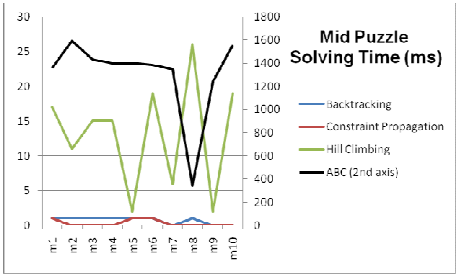 Mid Puzzle
Solving Time (ms)
30
25
20
15
10
5
0
1800
1600
1400
1200
1000
800
600
400
200
0
m1
m2
m3
m4
m5
m6
m7
m8
m9
m10
Backtracking
Constraint Propagation
Hill Climbing
ABC (2nd axis)